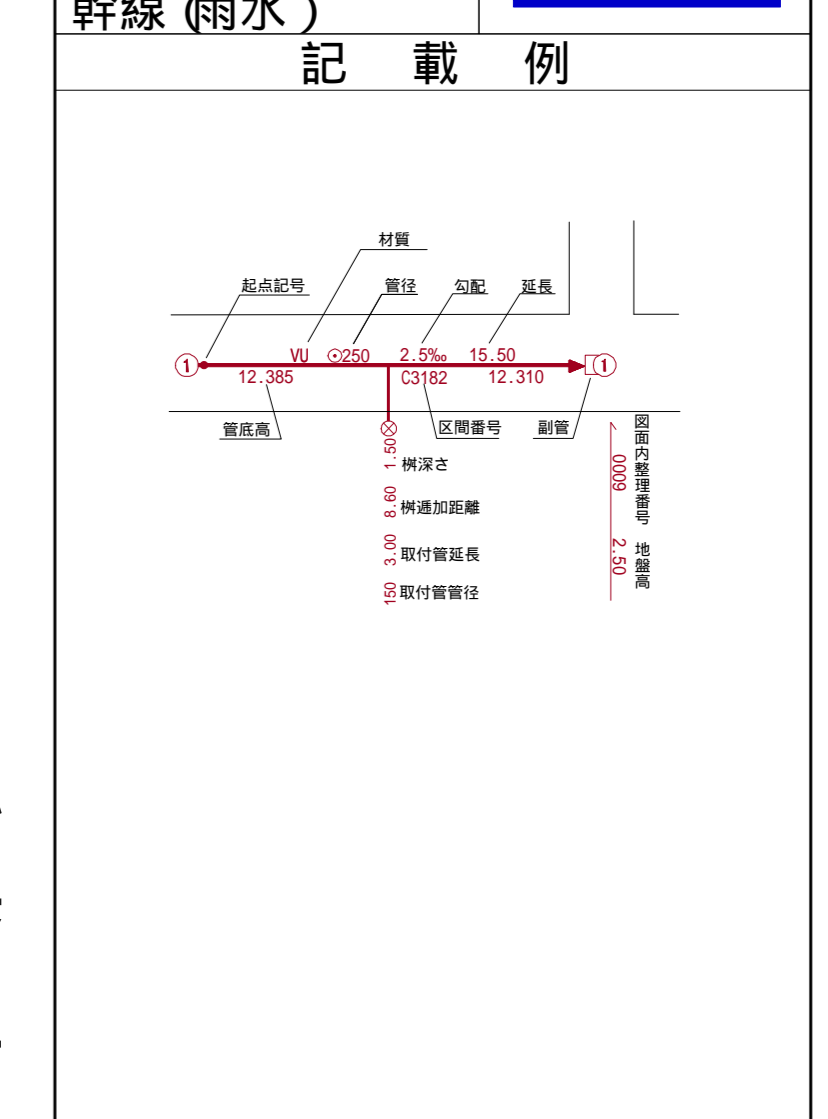 幹線(雨水)
記載例
材質
起点記号 管径 勾配 延長
① VU ⊙250 2.5‰ 15.50 ①
12.385 C3182 12.310
管底高 区間番号 副管
1.50 桝深さ
8.60 桝逓加距離
3.00 取付管延長
150 取付管管径
図面内整理番号 地盤高
0009 2.50